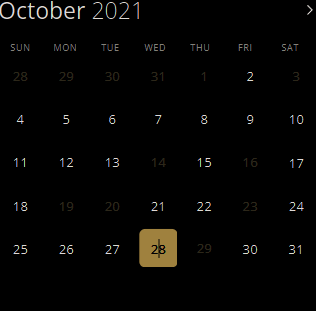 October 2021
SUN MON TUE WED THU FRI SAT
28 29 30 31 1 2 3
4 5 6 7 8 9 10
11 12 13 14 15 16 17
18 19 20 21 22 23 24
25 26 27 28 29 30 31